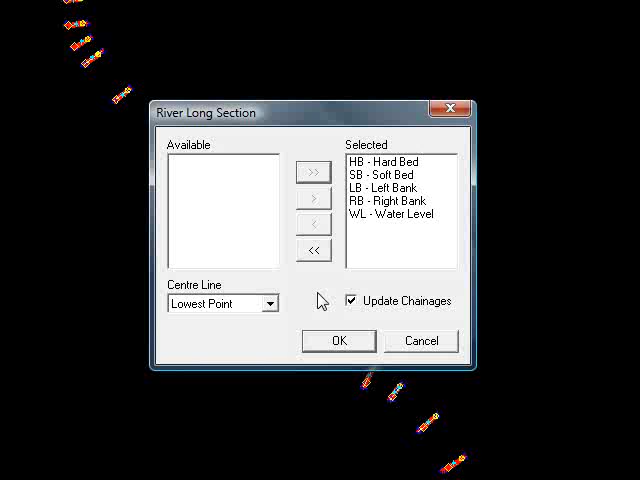 River Long Section
Available
Selected
HB - Hard Bed
SB - Soft Bed
LB - Left Bank
RB - Right Bank
WL - Water Level
>>
>
<
<<
Centre Line
Lowest Point
Update Chainages
OK
Cancel